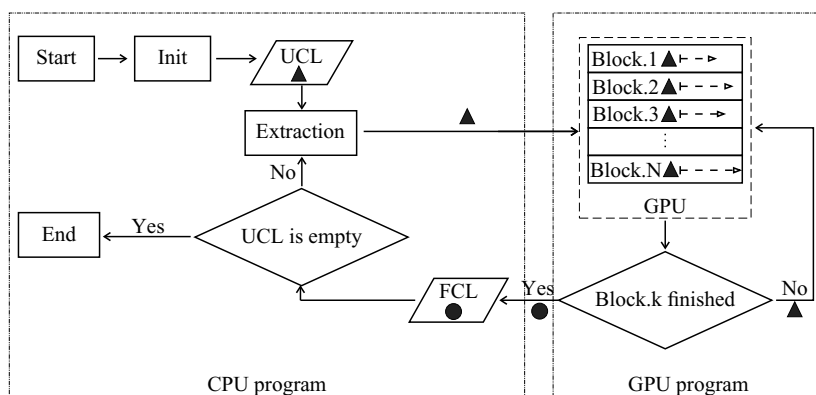 Start
Init
UCL
Extraction
No
UCL is empty
Yes
End
FCL
Yes
CPU program
Block.1
Block.2
Block.3
⋮
Block.N
GPU
Block.k finished
No
GPU program